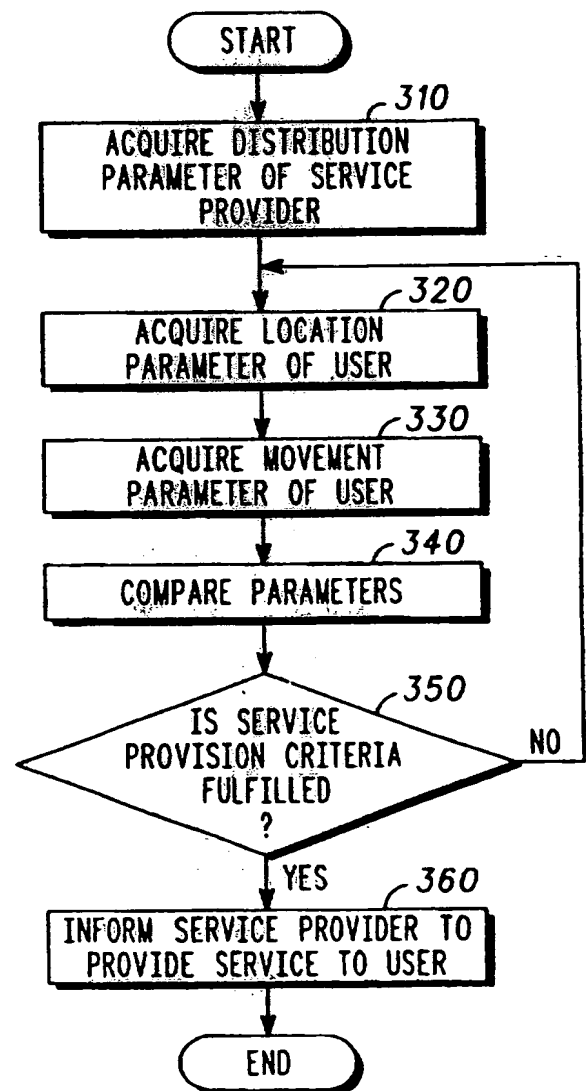 START
310
ACQUIRE DISTRIBUTION
PARAMETER OF SERVICE
PROVIDER
320
ACQUIRE LOCATION
PARAMETER OF USER
330
ACQUIRE MOVEMENT
PARAMETER OF USER
340
COMPARE PARAMETERS
350
IS SERVICE
PROVISION CRITERIA
FULFILLED
?
NO
YES
360
INFORM SERVICE PROVIDER TO
PROVIDE SERVICE TO USER
END